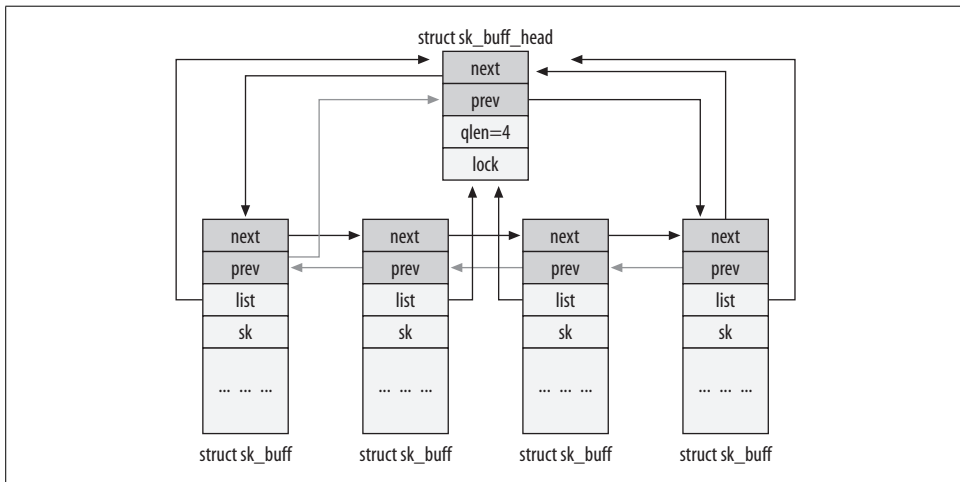 struct sk_buff_head
next
prev
qlen=4
lock
next
next
next
next
prev
prev
prev
prev
list
list
list
list
sk
sk
sk
sk
... ... ...
... ... ...
... ... ...
... ... ...
struct sk_buff
struct sk_buff
struct sk_buff
struct sk_buff